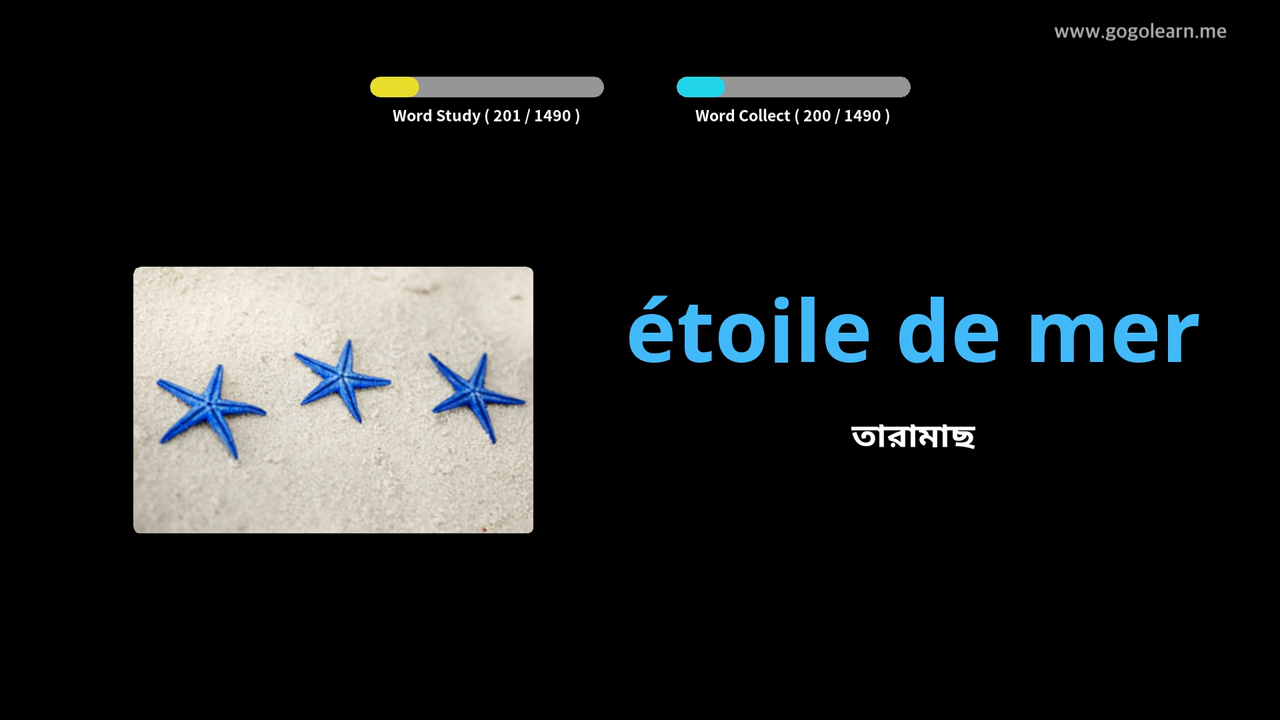 www.gogolearn.me
Word Study ( 201 / 1490 )
Word Collect ( 200 / 1490 )
étoile de mer
তারামাছ